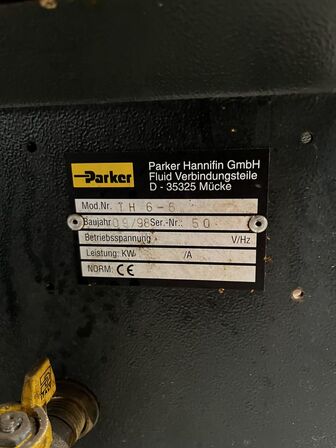 Parker
Parker Hannifin GmbH
Fluid Verbindungsteile
D - 35325 Mücke
Mod.Nr. TH 6-6
Baujahr 09/98 Ser.-Nr.: 50
Betriebsspannung V/Hz
Leistung: KW /A
NORM: CE